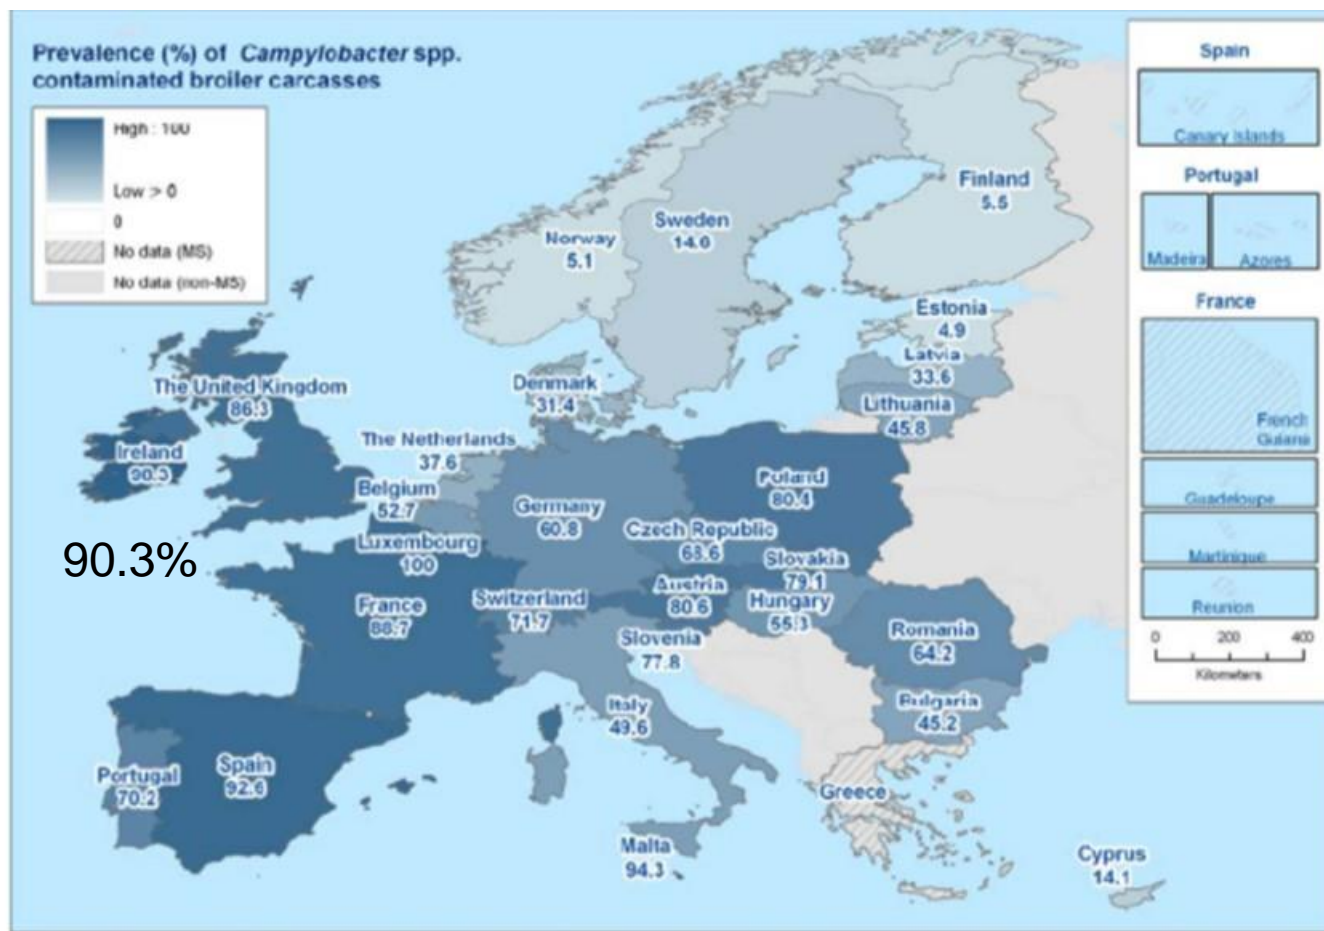 Prevalence (%) of Campylobacter spp.
contaminated broiler carcasses
High : 100
Low > 0
0
No data (MS)
No data (non-MS)
Norway
5.1
Sweden
14.6
Finland
5.5
Estonia
4.9
Latvia
33.6
Lithuania
45.8
Denmark
31.4
The United Kingdom
86.3
Ireland
90.3
The Netherlands
37.6
Belgium
52.7
Luxembourg
100
Germany
60.8
Poland
80.4
Czech Republic
68.6
Slovakia
79.1
Austria
80.6
Hungary
55.3
90.3%
France
88.7
Switzerland
71.7
Slovenia
77.8
Romania
64.2
Bulgaria
45.2
Italy
49.6
Portugal
70.2
Spain
92.6
Greece
Malta
94.3
Cyprus
14.1
Spain
Canary Islands
Portugal
Madeira
Azores
France
French
Guiana
Guadeloupe
Martinique
Reunion
0 200 400
Kilometers